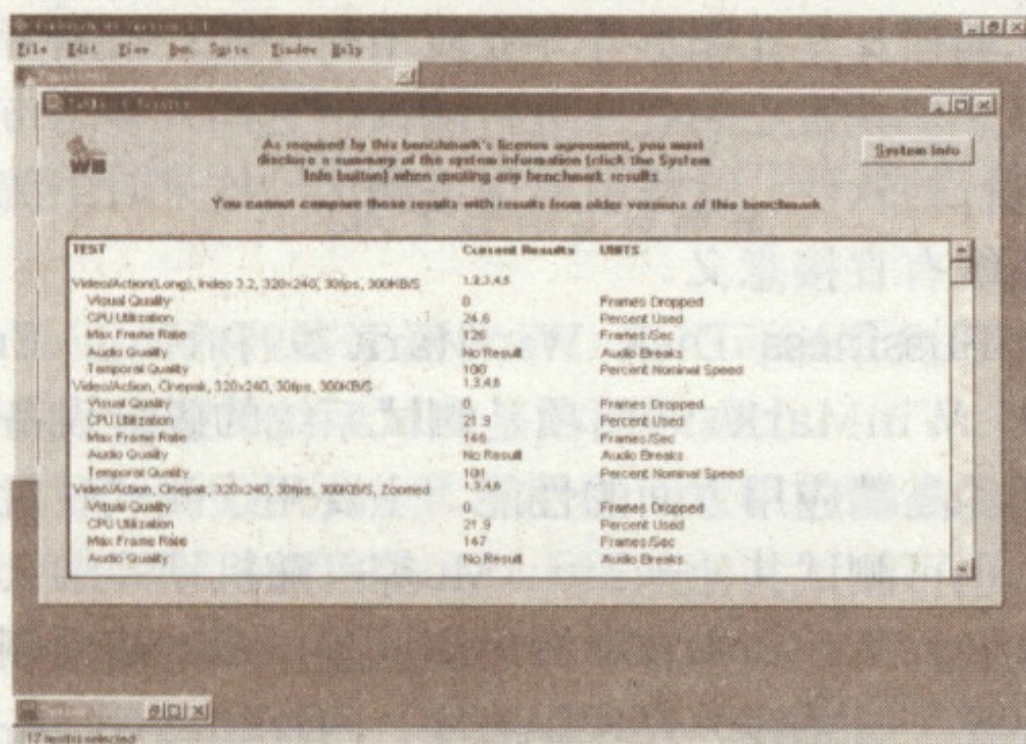 File Edit View Run Window Help
WB
As required by this benchmark's license agreement, you must
disclose a summary of the system information (click the System
Info button) when quoting any benchmark results
System Info
You cannot compare these results with results from older versions of this benchmark
TEST Current Results UNITS
Video/Action(Long), Indeo 3.2, 320x240, 30fps, 300KB/S 1,2,3,4,6
Visual Quality 0 Frames Dropped
CPU Utilization 24.6 Percent Used
Max Frame Rate 126 Frames/Sec
Audio Quality No Result Audio Breaks
Temporal Quality 100 Percent Nominal Speed
Video/Action, Cinepak, 320x240, 30fps, 300KB/S 1,3,4,6
Visual Quality 0 Frames Dropped
CPU Utilization 21.9 Percent Used
Max Frame Rate 146 Frames/Sec
Audio Quality No Result Audio Breaks
Temporal Quality 101 Percent Nominal Speed
Video/Action, Cinepak, 320x240, 30fps, 300KB/S, Zoomed 1,3,4,6
Visual Quality 0 Frames Dropped
CPU Utilization 21.9 Percent Used
Max Frame Rate 147 Frames/Sec
Audio Quality No Result Audio Breaks
17 test(s) selected